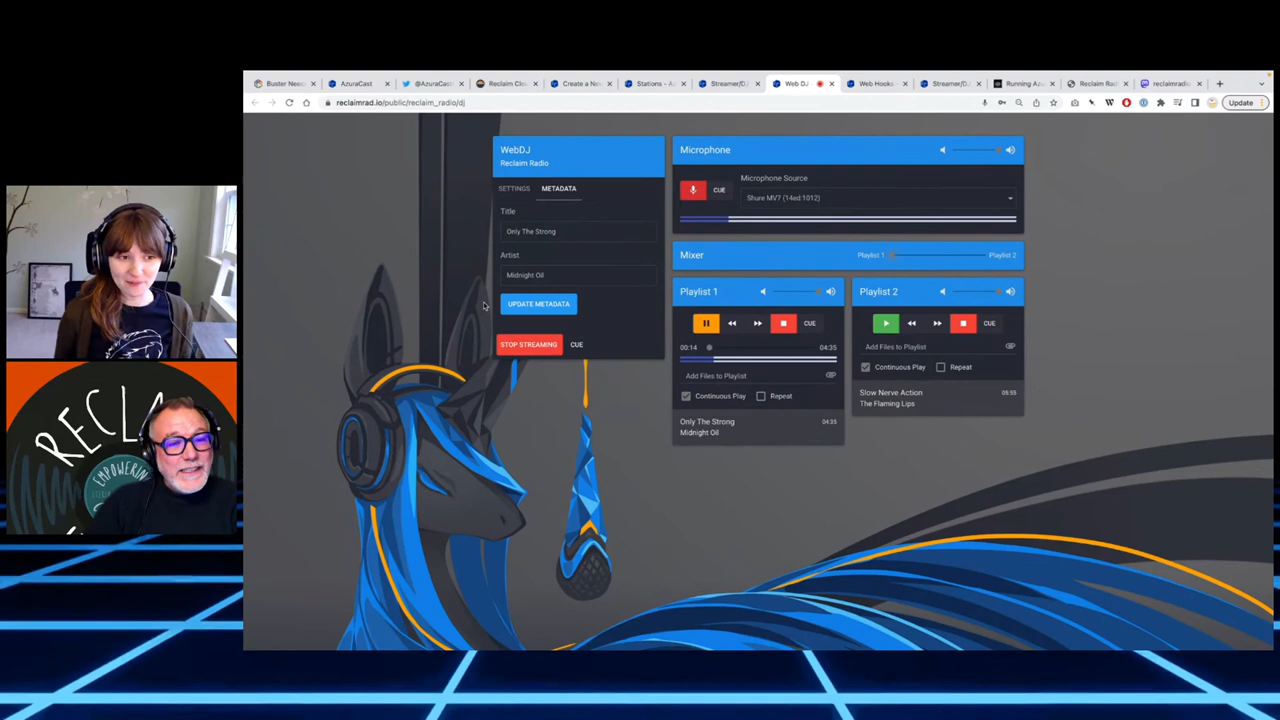 Buster Neec
AzuraCast
@AzuraCast
Reclaim Clo
Create a Ne
Stations - A
Streamer/DJ
Web DJ
Web Hooks
Streamer/DJ
Running Az
Reclaim Rad
reclaimradio
reclaimrad.io/public/reclaim_radio/dj
Update
WebDJ
Reclaim Radio
SETTINGS METADATA
Title
Only The Strong
Artist
Midnight Oil
UPDATE METADATA
STOP STREAMING CUE
Microphone
CUE
Microphone Source
Shure MV7 (14ed:1012)
Mixer
Playlist 1 Playlist 2
Playlist 1
CUE
00:14 04:35
Add Files to Playlist
Continuous Play Repeat
Only The Strong 04:35
Midnight Oil
Playlist 2
CUE
Add Files to Playlist
Continuous Play Repeat
Slow Nerve Action 05:55
The Flaming Lips
RECLA
EMPOWERIN